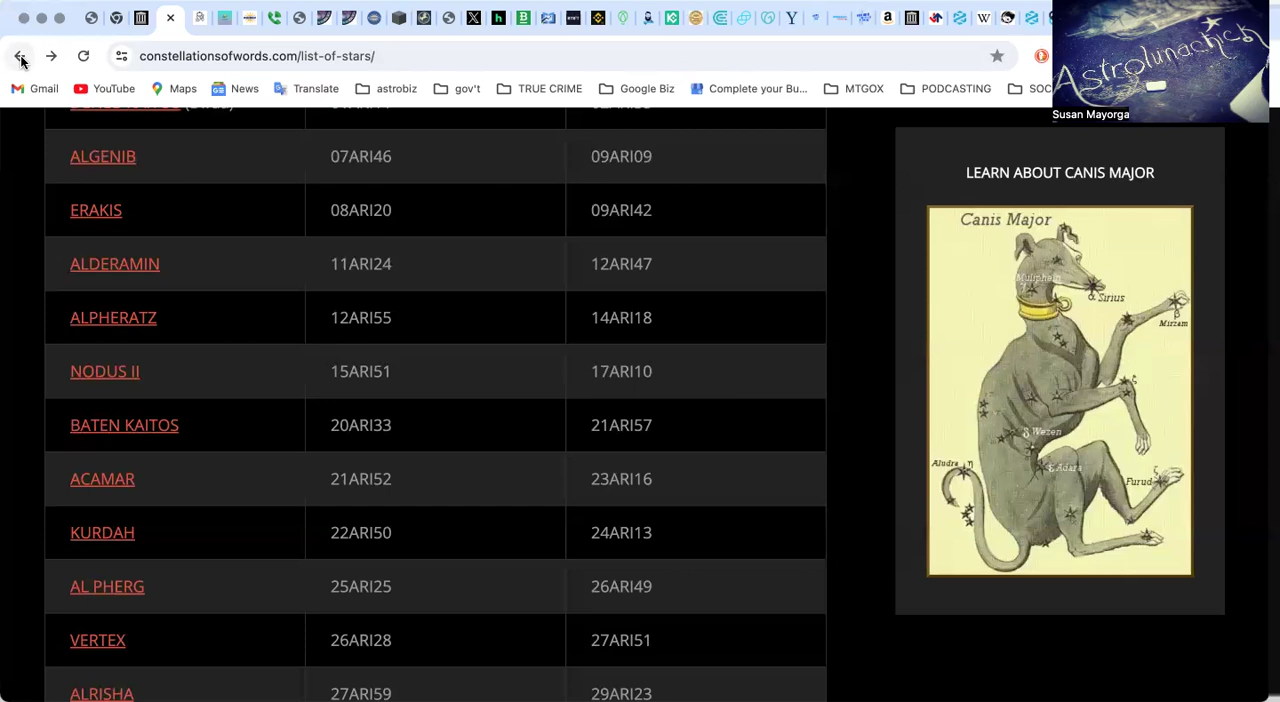 constellationsofwords.com/list-of-stars/
Gmail YouTube Maps News Translate astrobiz gov't TRUE CRIME Google Biz Complete your Bu... MTGOX PODCASTING SOC
Astrolunachick
Susan Mayorga
ALGENIB 07ARI46 09ARI09
ERAKIS 08ARI20 09ARI42
ALDERAMIN 11ARI24 12ARI47
ALPHERATZ 12ARI55 14ARI18
NODUS II 15ARI51 17ARI10
BATEN KAITOS 20ARI33 21ARI57
ACAMAR 21ARI52 23ARI16
KURDAH 22ARI50 24ARI13
AL PHERG 25ARI25 26ARI49
VERTEX 26ARI28 27ARI51
ALRISHA 27ARI59 29ARI23
LEARN ABOUT CANIS MAJOR
Canis Major
Muliphein
γ
α Sirius
β
Mirzam
ζ
δ Wezen
Aludra η
ε Adara
ζ
Furud